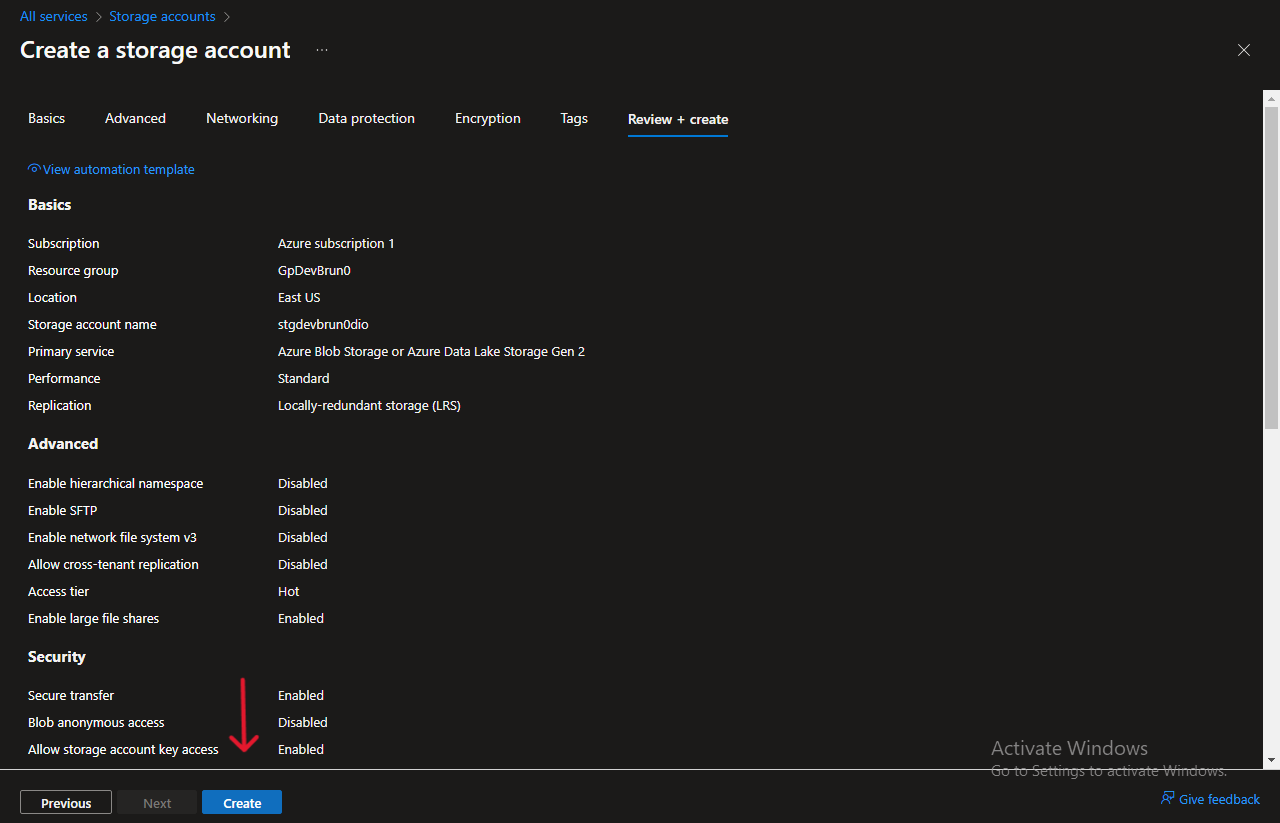 All services > Storage accounts >
Create a storage account ...
Basics Advanced Networking Data protection Encryption Tags Review + create
View automation template
Basics
Subscription Azure subscription 1
Resource group GpDevBrun0
Location East US
Storage account name stgdevbrun0dio
Primary service Azure Blob Storage or Azure Data Lake Storage Gen 2
Performance Standard
Replication Locally-redundant storage (LRS)
Advanced
Enable hierarchical namespace Disabled
Enable SFTP Disabled
Enable network file system v3 Disabled
Allow cross-tenant replication Disabled
Access tier Hot
Enable large file shares Enabled
Security
Secure transfer Enabled
Blob anonymous access Disabled
Allow storage account key access Enabled
Activate Windows
Go to Settings to activate Windows.
Previous Next Create Give feedback